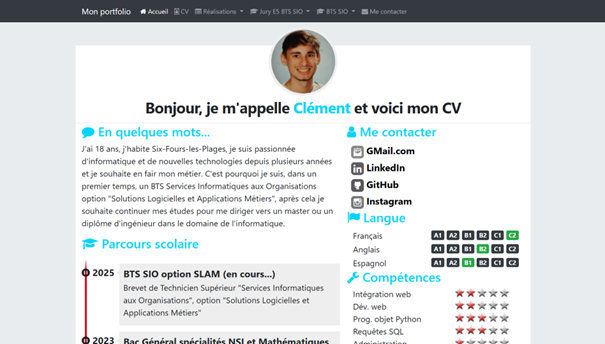 Mon portfolio Accueil CV Réalisations Jury E5 BTS SIO BTS SIO Me contacter
Bonjour, je m'appelle Clément et voici mon CV
En quelques mots...
J'ai 18 ans, j'habite Six-Fours-les-Plages, je suis passionnée
d'informatique et de nouvelles technologies depuis plusieurs années
et je souhaite en fair mon métier. C'est pourquoi je suis, dans un
premier temps, un BTS Services Informatiques aux Organisations
option "Solutions Logicielles et Applications Métiers", après cela je
souhaite continuer mes études pour me diriger vers un master ou un
diplôme d'ingénieur dans le domaine de l'informatique.
Parcours scolaire
2025 BTS SIO option SLAM (en cours...)
Brevet de Technicien Supérieur "Services Informatiques
aux Organisations", option "Solutions Logicielles et
Applications Métiers"
2023 Bac Général spécialités NSI et Mathématiques
Me contacter
GMail.com
LinkedIn
GitHub
Instagram
Langue
Français A1 A2 B1 B2 C1 C2
Anglais A1 A2 B1 B2 C1 C2
Espagnol A1 A2 B1 B2 C1 C2
Compétences
Intégration web
Dév. web
Prog. objet Python
Requêtes SQL
Administration